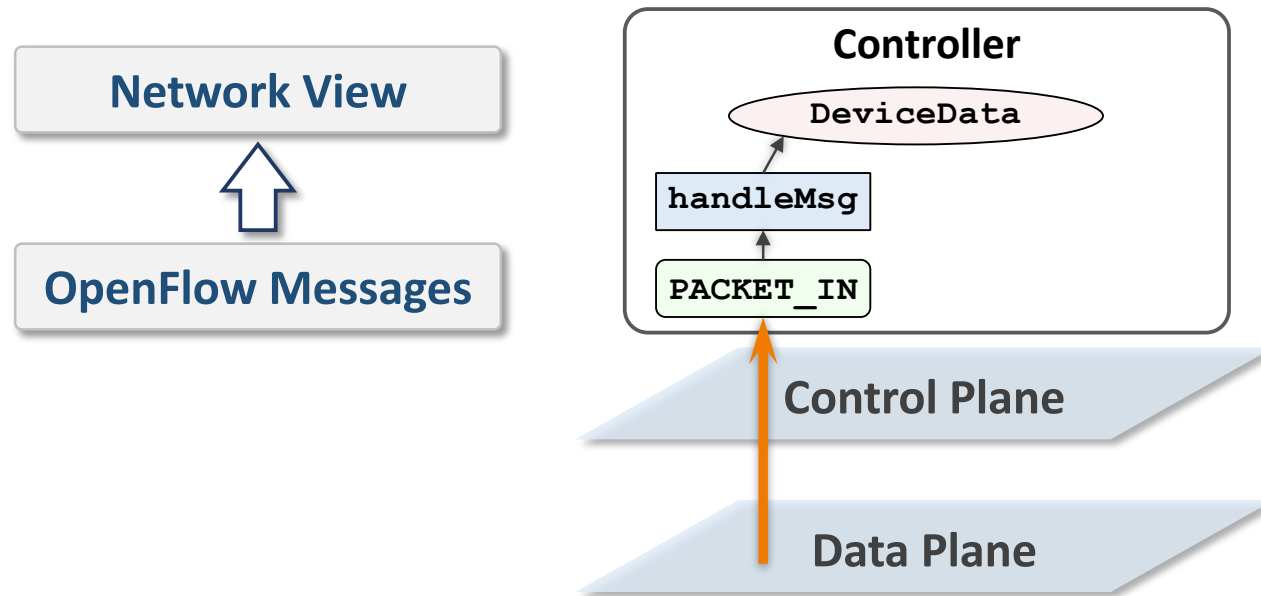 Network View
OpenFlow Messages
Controller
DeviceData
handleMsg
PACKET_IN
Control Plane
Data Plane